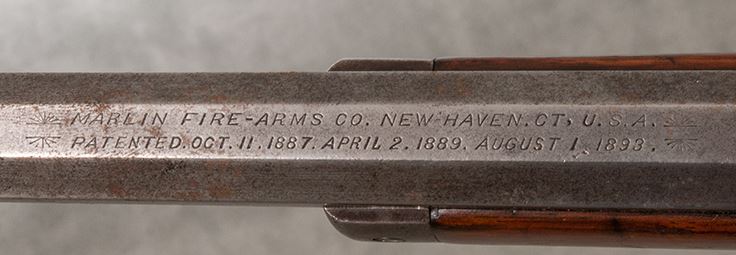 MARLIN FIRE-ARMS CO. NEW-HAVEN. CT, U.S.A.
PATENTED. OCT. 11. 1887. APRIL 2. 1889. AUGUST 1. 1893.